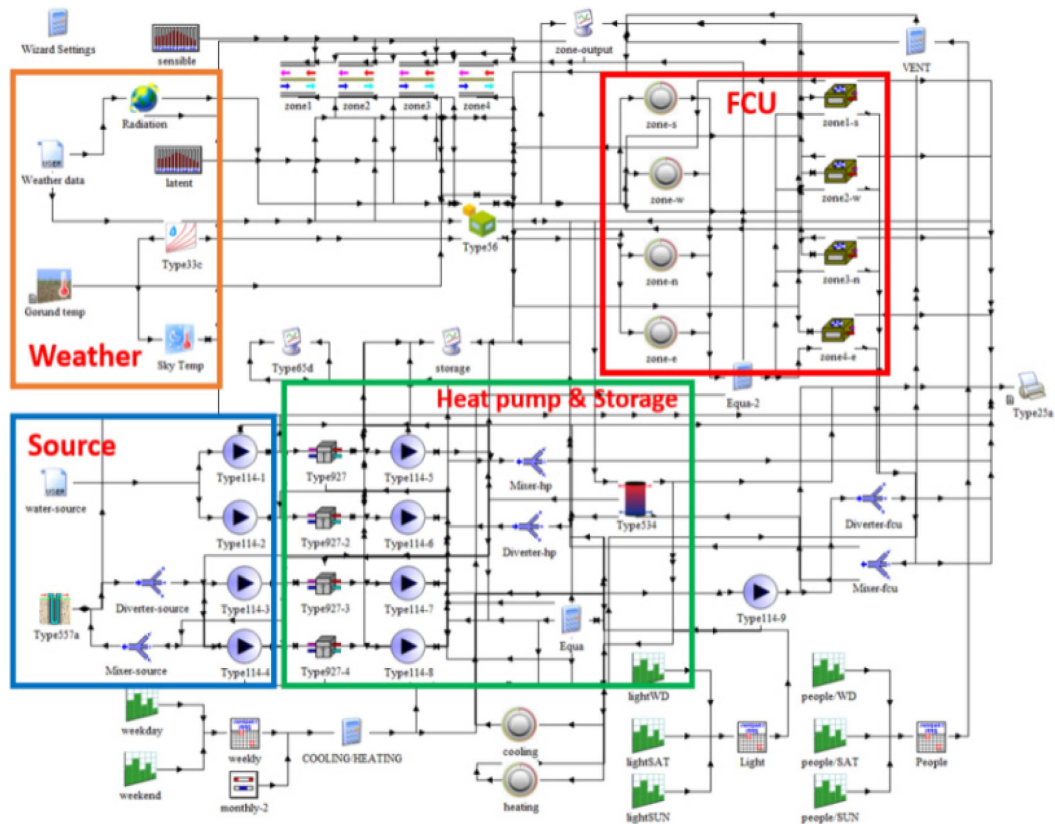 Wizard Settings
sensible
zone-output
VENT
zone1
zone2
zone3
zone4
FCU
zone-s
zone1-s
Radiation
USER
Weather data
latent
zone-w
zone2-w
Type33c
Type56
zone-n
zone3-n
Gorund temp
Weather
Sky Temp
Type65d
storage
zone-e
zone4-e
Equa-2
Type25a
Heat pump & Storage
Source
USER
water-source
Type114-1
Type927
Type114-5
Miser-hp
Type534
Diverter-fcu
Type114-2
Type927-2
Type114-6
Diverter-hp
Miser-fcu
Type557a
Diverter-source
Type114-3
Type927-3
Type114-7
Type114-9
Mixer-source
Type114-4
Type927-4
Type114-8
Equa
weekday
weekly
COOLING/HEATING
cooling
lightWD
people/WD
weekend
monthly-2
heating
lightSAT
Light
people/SAT
People
lightSUN
people/SUN